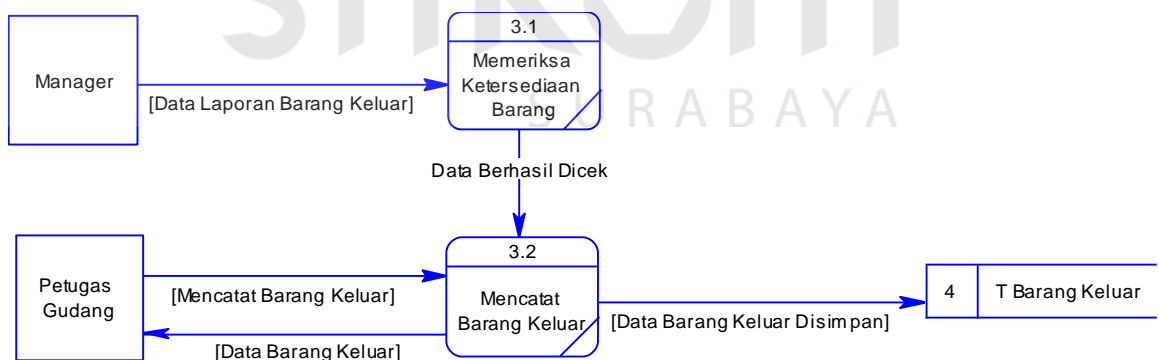 3.1
Manager
Memeriksa
Ketersediaan
Barang
[Data Laporan Barang Keluar]
SURABAYA
Data Berhasil Dicek
Petugas
Gudang
[Mencatat Barang Keluar]
[Data Barang Keluar]
3.2
Mencatat
Barang Keluar
[Data Barang Keluar Disimpan]
4 T Barang Keluar